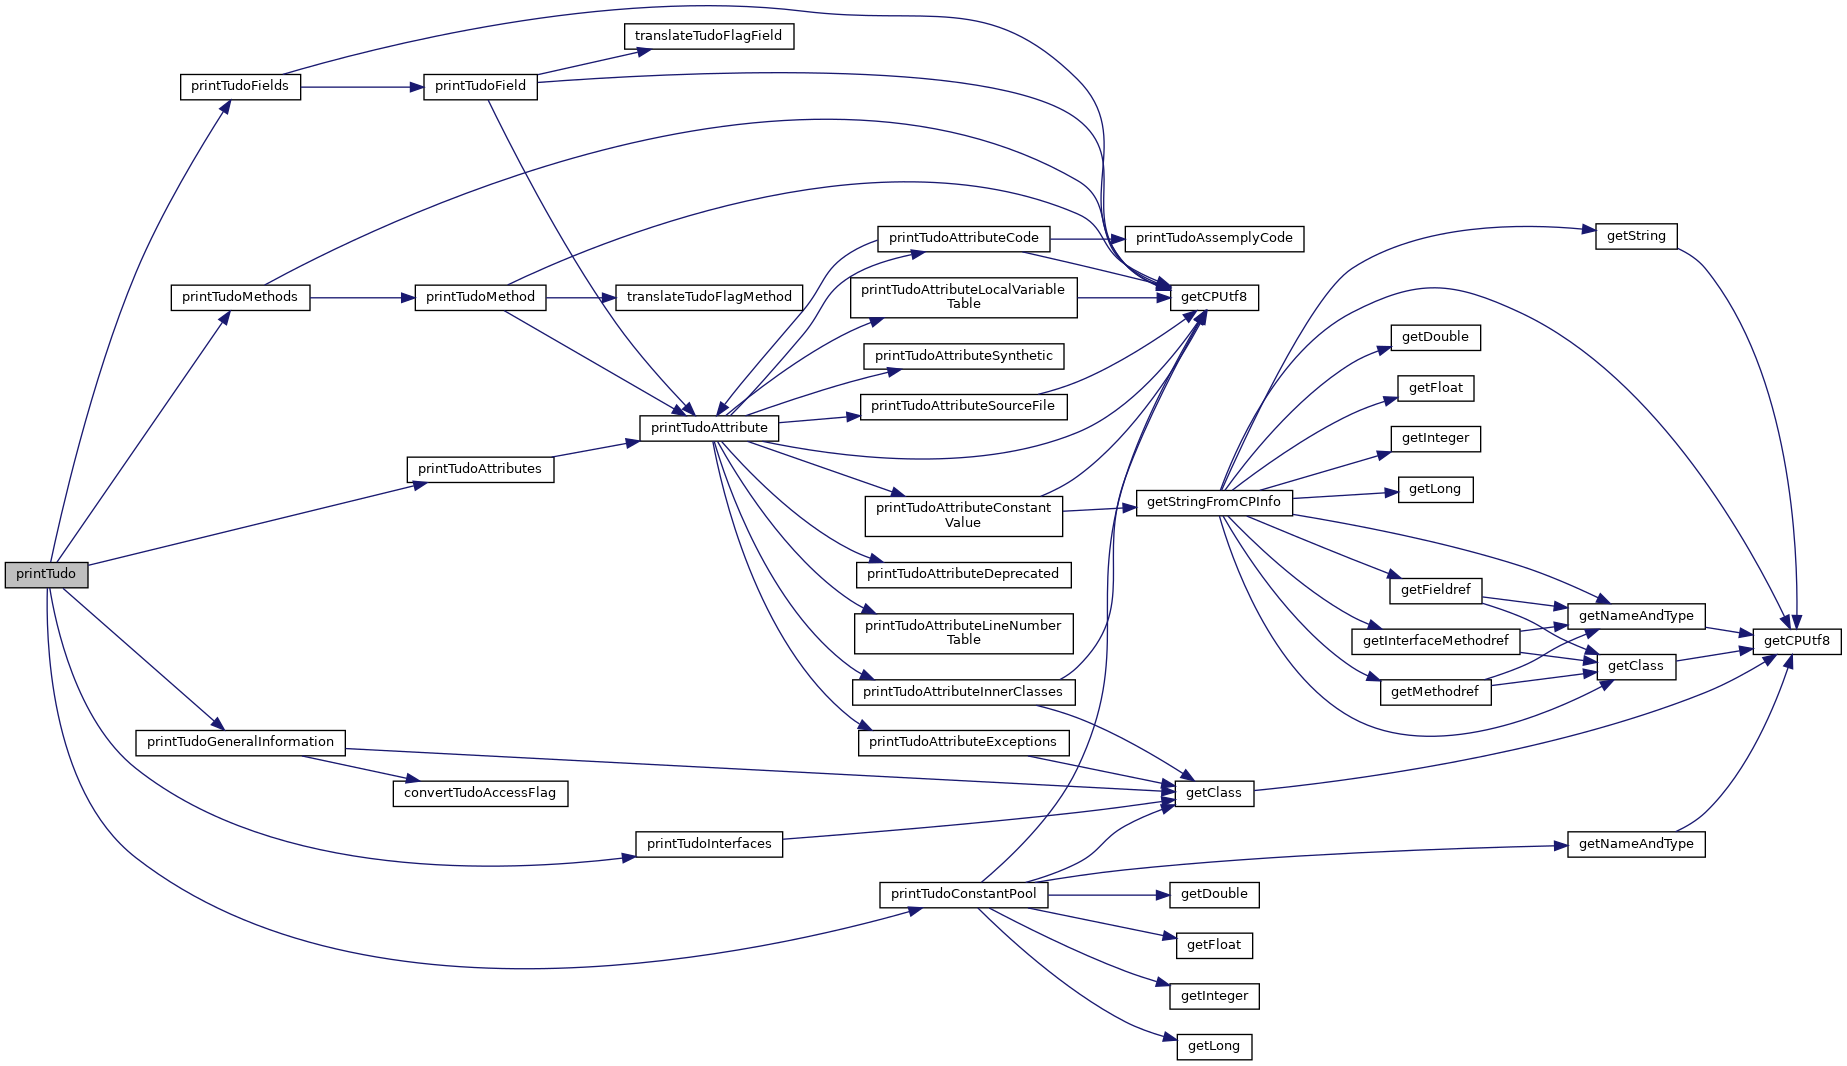 translateTudoFlagField
printTudoFields
printTudoField
getString
printTudoAttributeCode
printTudoAssemplyCode
printTudoMethods
printTudoMethod
translateTudoFlagMethod
printTudoAttributeLocalVariable
Table
getCPUtf8
getDouble
printTudoAttributeSynthetic
getFloat
printTudoAttributeSourceFile
printTudoAttribute
getInteger
printTudoAttributes
getLong
getStringFromCPInfo
printTudoAttributeConstant
Value
printTudo
printTudoAttributeDeprecated
getFieldref
getNameAndType
printTudoAttributeLineNumber
Table
getInterfaceMethodref
getCPUtf8
getClass
printTudoAttributeInnerClasses
getMethodref
printTudoGeneralInformation
printTudoAttributeExceptions
convertTudoAccessFlag
getClass
printTudoInterfaces
getNameAndType
printTudoConstantPool
getDouble
getFloat
getInteger
getLong